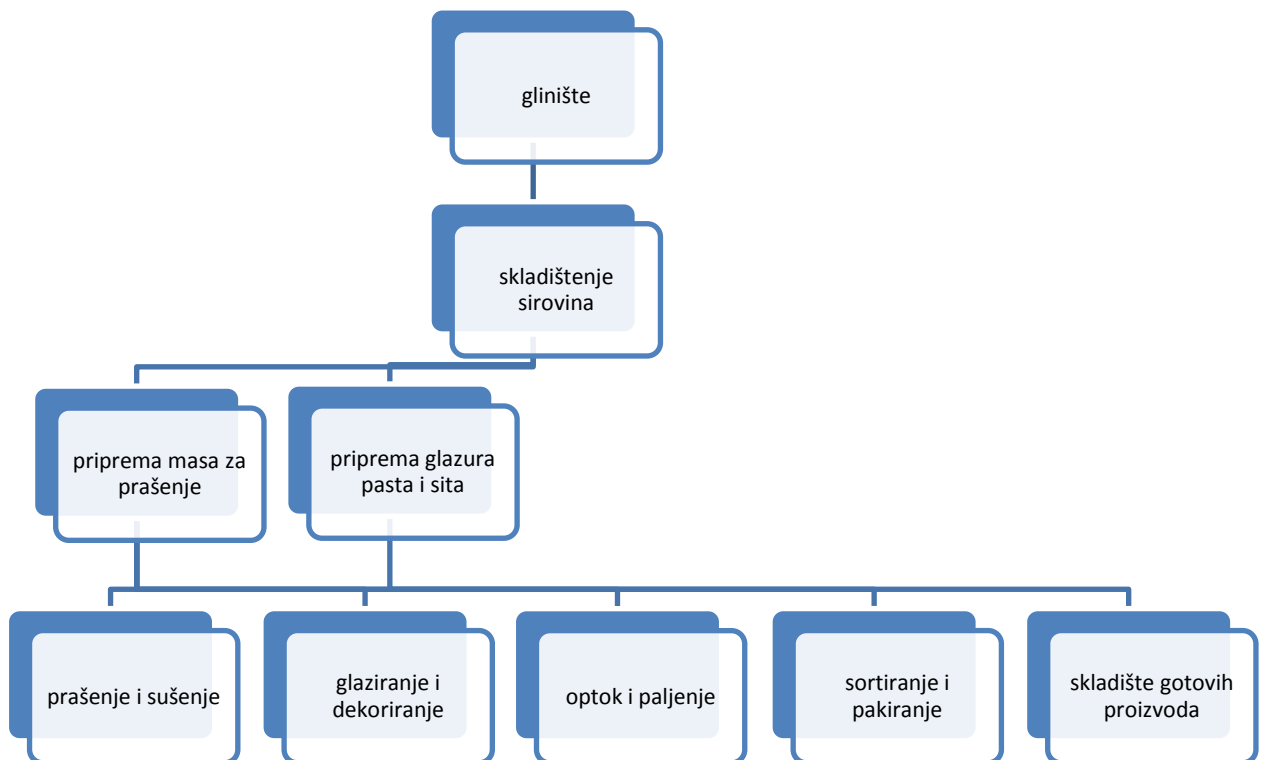 glinište
skladištenje
sirovina
priprema masa za
prašenje
priprema glazura
pasta i sita
prašenje i sušenje
glaziranje i
dekoriranje
optok i paljenje
sortiranje i
pakiranje
skladište gotovih
proizvoda